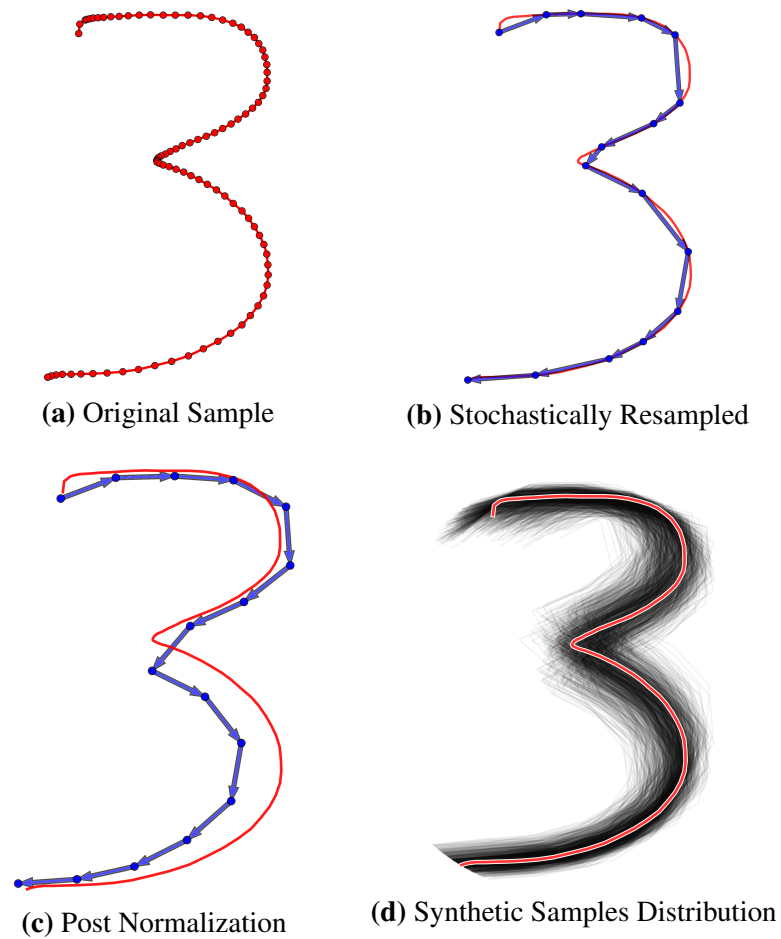 (a) Original Sample
(b) Stochastically Resampled
(c) Post Normalization
(d) Synthetic Samples Distribution